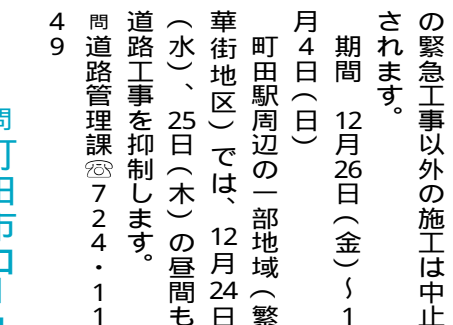 の緊急工事以外の施工は中止
されます。
期間　12月26日（金）～1
月4日（日）
町田駅周辺の一部地域（繁
華街地区）では、12月24日
（水）、25日（木）の昼間も
道路工事を抑制します。
問道路管理課☏724・11
49
問町田市